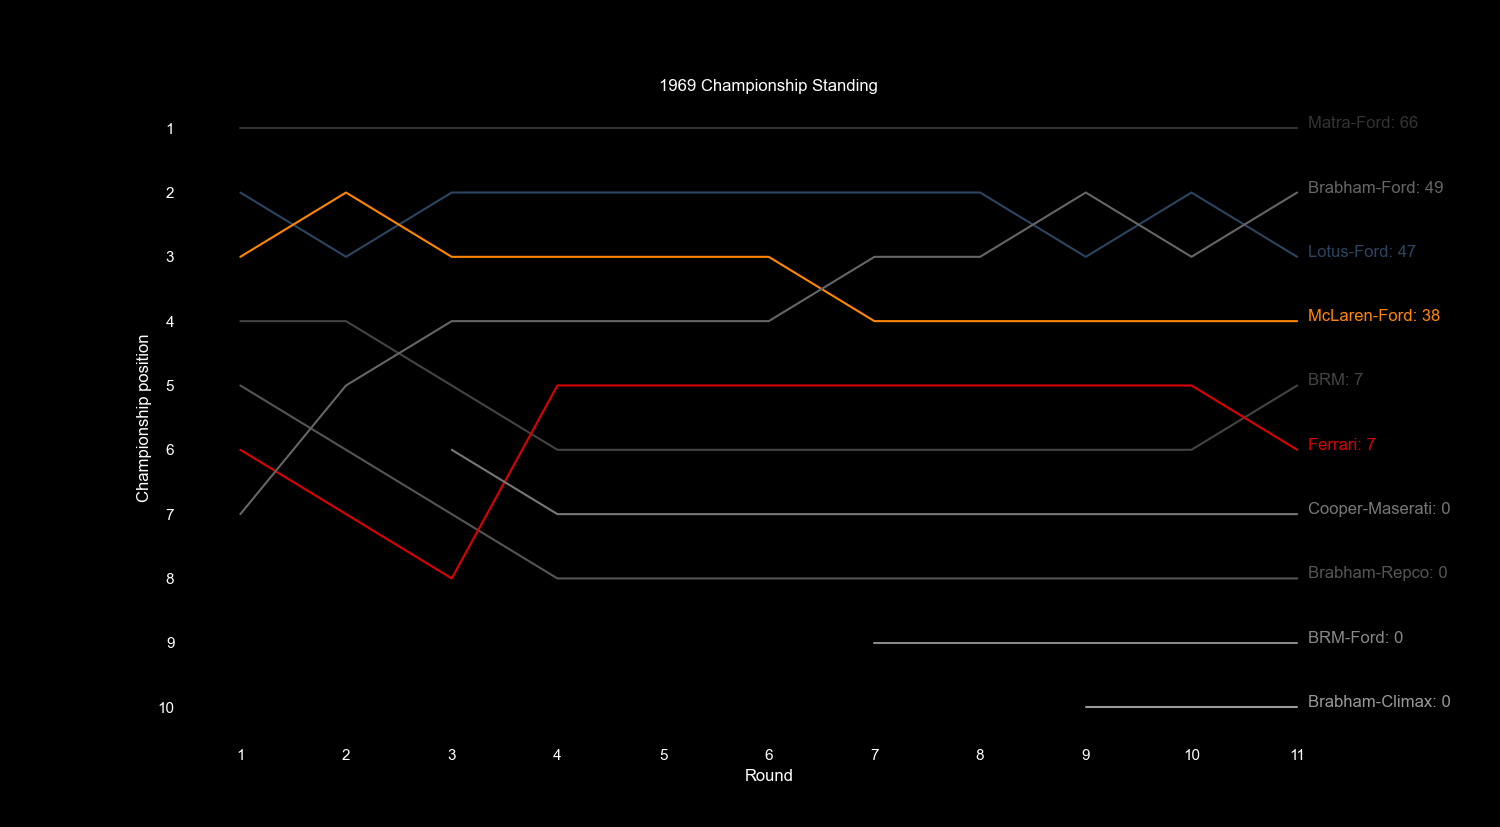 1969 Championship Standing
Championship position
1
2
3
4
5
6
7
8
9
10
Matra-Ford: 66
Brabham-Ford: 49
Lotus-Ford: 47
McLaren-Ford: 38
BRM: 7
Ferrari: 7
Cooper-Maserati: 0
Brabham-Repco: 0
BRM-Ford: 0
Brabham-Climax: 0
1 2 3 4 5 6 7 8 9 10 11
Round